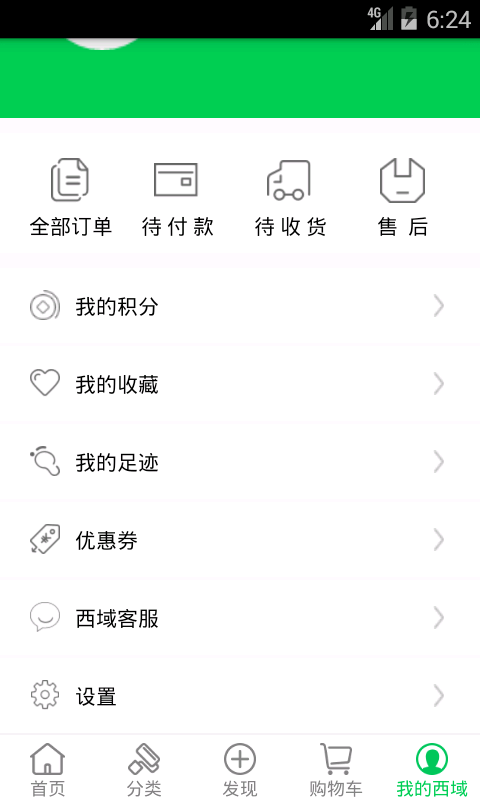 4G 6:24
全部订单 待付款 待收货 售后
我的积分
我的收藏
我的足迹
优惠券
西域客服
设置
首页 分类 发现 购物车 我的西域